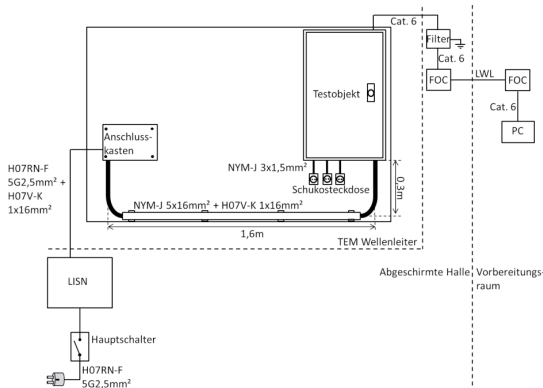 Cat. 6
Filter
Cat. 6
FOC
LWL
FOC
Cat. 6
PC
Testobjekt
Anschluss-
kasten
NYM-J 3x1,5mm²
Schukosteckdose
0,3m
H07RN-F
5G2,5mm² +
H07V-K
1x16mm²
NYM-J 5x16mm² + H07V-K 1x16mm²
1,6m
TEM Wellenleiter
Abgeschirmte Halle
Vorbereitungs-
raum
LISN
Hauptschalter
H07RN-F
5G2,5mm²